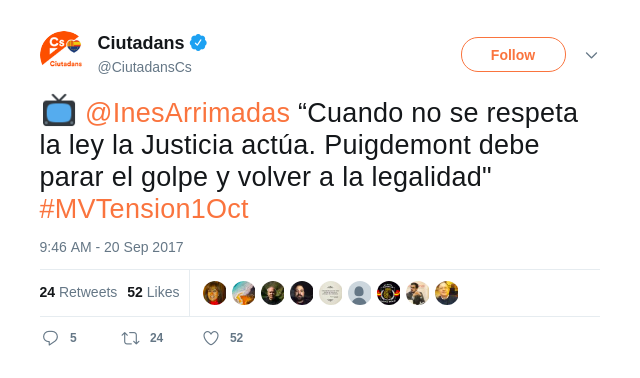 Cs
Ciutadans
Ciutadans
@CiutadansCs
Follow
@InesArrimadas “Cuando no se respeta
la ley la Justicia actúa. Puigdemont debe
parar el golpe y volver a la legalidad"
#MVTension1Oct
9:46 AM - 20 Sep 2017
24 Retweets 52 Likes
5 24 52